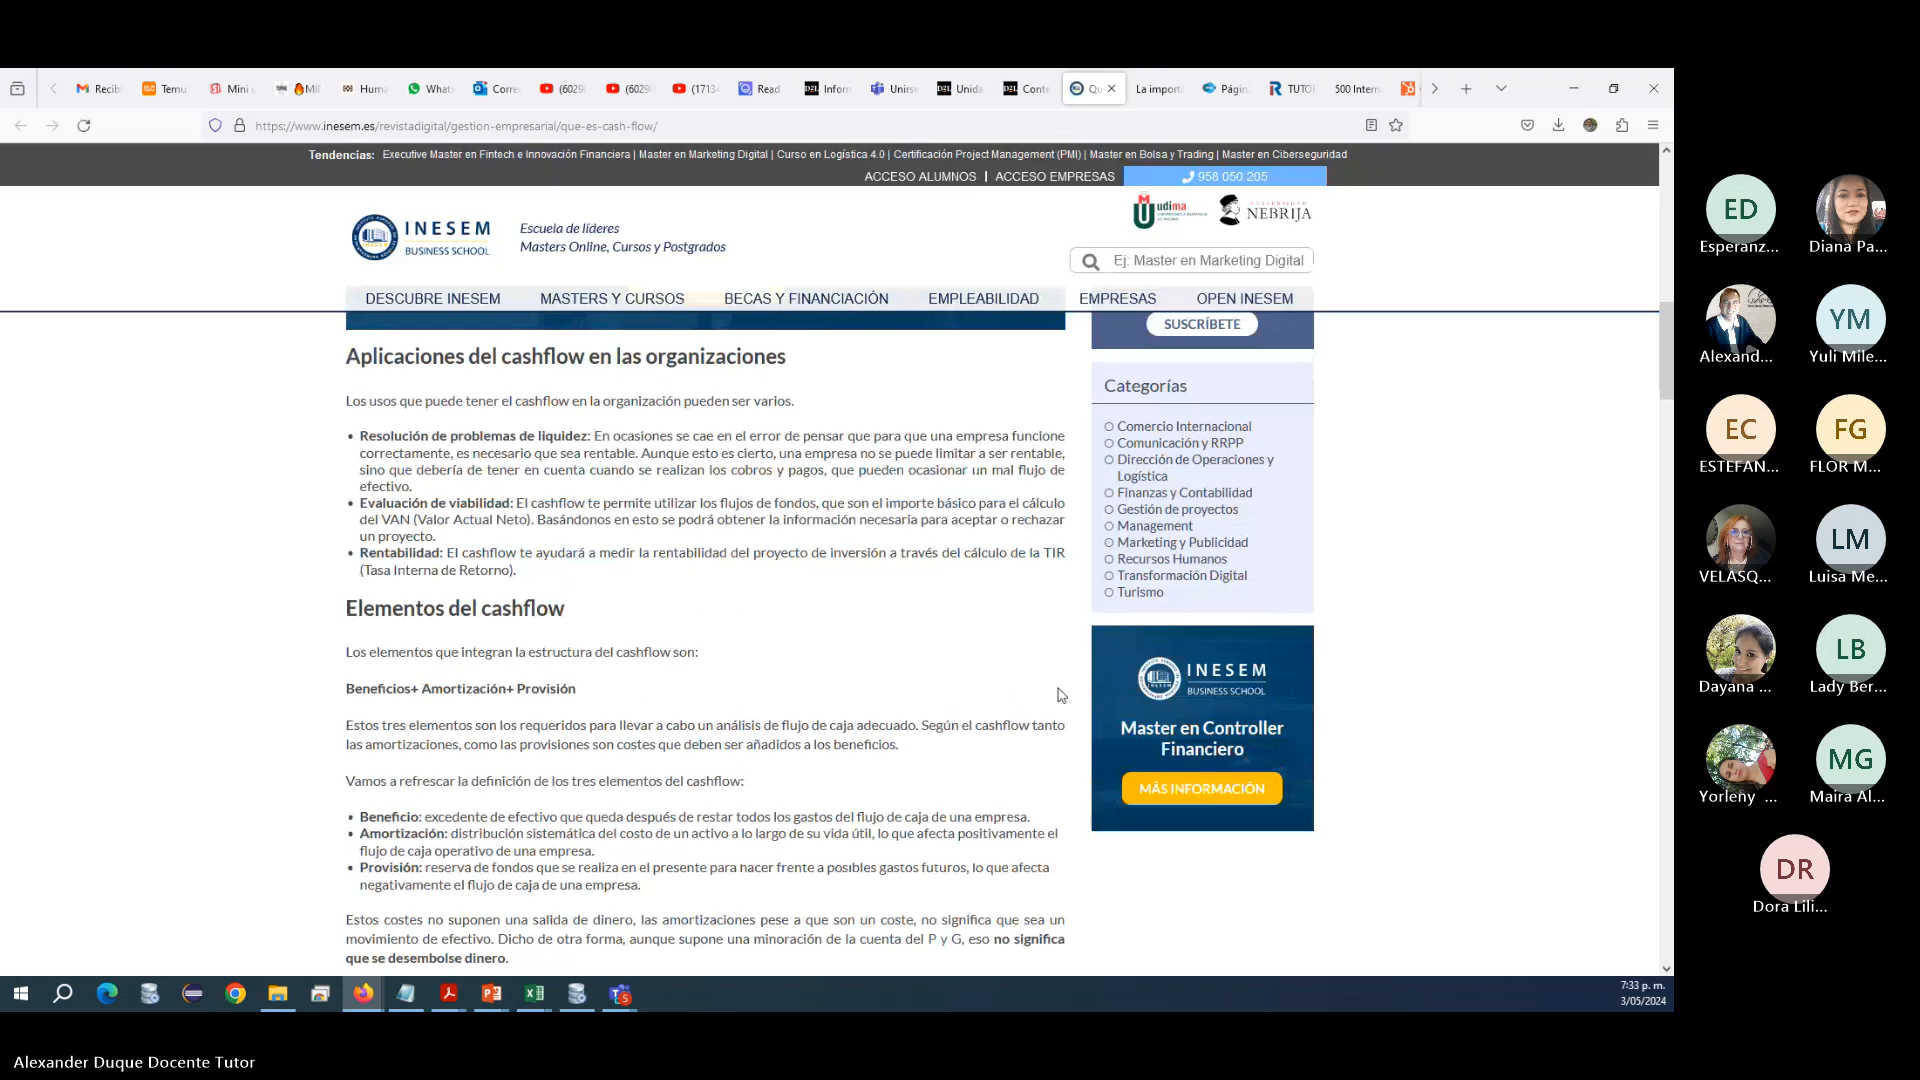 Recib
Temu
Mini
Huma
Whats
Corre
(6029
(6029
(1713
Read
Inform
Unirse
Unida
Conte
Qu
La import
Págin
TUTO
500 Intern
https://www.inesem.es/revistadigital/gestion-empresarial/que-es-cash-flow/
Tendencias: Executive Master en Fintech e Innovación Financiera | Master en Marketing Digital | Curso en Logística 4.0 | Certificación Project Management (PMI) | Master en Bolsa y Trading | Master en Ciberseguridad
ACCESO ALUMNOS | ACCESO EMPRESAS 958 050 205
INESEM
BUSINESS SCHOOL
Escuela de líderes
Masters Online, Cursos y Postgrados
udima
NEBRIJA
Ej: Master en Marketing Digital
DESCUBRE INESEM MASTERS Y CURSOS BECAS Y FINANCIACIÓN EMPLEABILIDAD EMPRESAS OPEN INESEM
Aplicaciones del cashflow en las organizaciones
Los usos que puede tener el cashflow en la organización pueden ser varios.
• Resolución de problemas de liquidez: En ocasiones se cae en el error de pensar que para que una empresa funcione
correctamente, es necesario que sea rentable. Aunque esto es cierto, una empresa no se puede limitar a ser rentable,
sino que debería de tener en cuenta cuando se realizan los cobros y pagos, que pueden ocasionar un mal flujo de
efectivo.
• Evaluación de viabilidad: El cashflow te permite utilizar los flujos de fondos, que son el importe básico para el cálculo
del VAN (Valor Actual Neto). Basándonos en esto se podrá obtener la información necesaria para aceptar o rechazar
un proyecto.
• Rentabilidad: El cashflow te ayudará a medir la rentabilidad del proyecto de inversión a través del cálculo de la TIR
(Tasa Interna de Retorno).
Elementos del cashflow
Los elementos que integran la estructura del cashflow son:
Beneficios+ Amortización+ Provisión
Estos tres elementos son los requeridos para llevar a cabo un análisis de flujo de caja adecuado. Según el cashflow tanto
las amortizaciones, como las provisiones son costes que deben ser añadidos a los beneficios.
Vamos a refrescar la definición de los tres elementos del cashflow:
• Beneficio: excedente de efectivo que queda después de restar todos los gastos del flujo de caja de una empresa.
• Amortización: distribución sistemática del costo de un activo a lo largo de su vida útil, lo que afecta positivamente el
flujo de caja operativo de una empresa.
• Provisión: reserva de fondos que se realiza en el presente para hacer frente a posibles gastos futuros, lo que afecta
negativamente el flujo de caja de una empresa.
Estos costes no suponen una salida de dinero, las amortizaciones pese a que son un coste, no significa que sea un
movimiento de efectivo. Dicho de otra forma, aunque supone una minoración de la cuenta del P y G, eso no significa
que se desembolse dinero.
SUSCRÍBETE
Categorías
Comercio Internacional
Comunicación y RRPP
Dirección de Operaciones y
Logística
Finanzas y Contabilidad
Gestión de proyectos
Management
Marketing y Publicidad
Recursos Humanos
Transformación Digital
Turismo
INESEM
BUSINESS SCHOOL
Master en Controller
Financiero
MÁS INFORMACIÓN
7:33 p. m.
3/05/2024
ED
Esperanz...
Diana Pa...
Alexand...
YM
Yuli Mile...
EC
ESTEFAN...
FG
FLOR M...
VELASQ...
LM
Luisa Me...
Dayana ...
LB
Lady Ber...
Yorleny ...
MG
Maira Al...
DR
Dora Lili...
Alexander Duque Docente Tutor